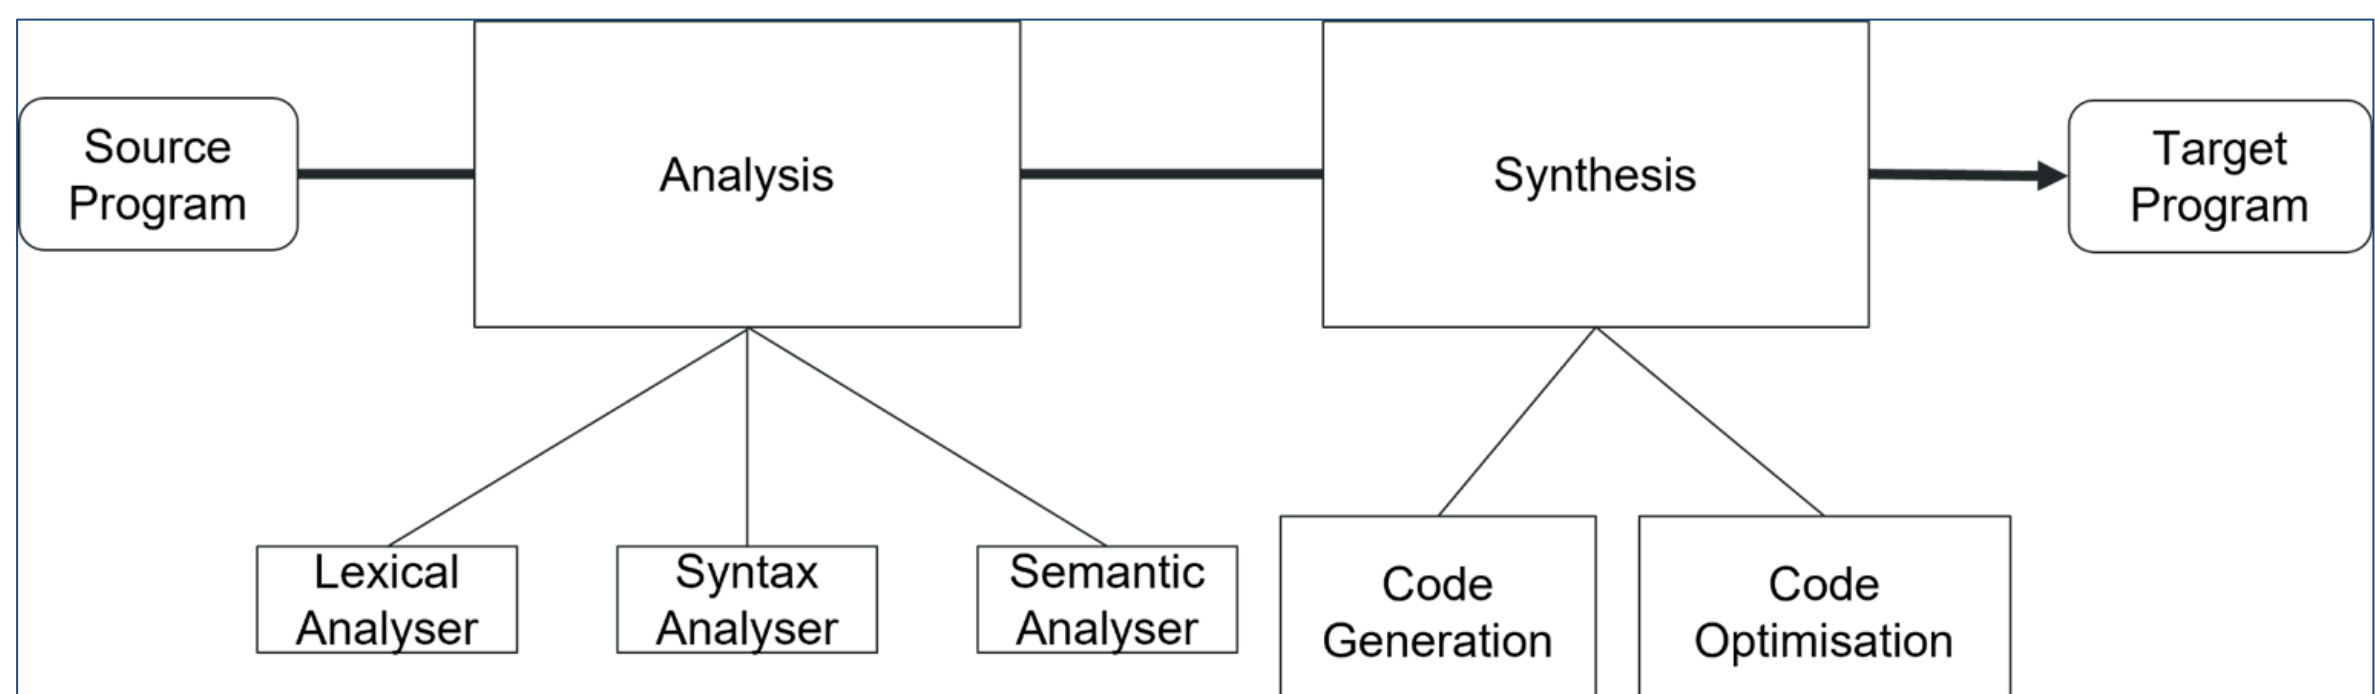 Source
Program
Analysis
Synthesis
Target
Program
Lexical
Analyser
Syntax
Analyser
Semantic
Analyser
Code
Generation
Code
Optimisation